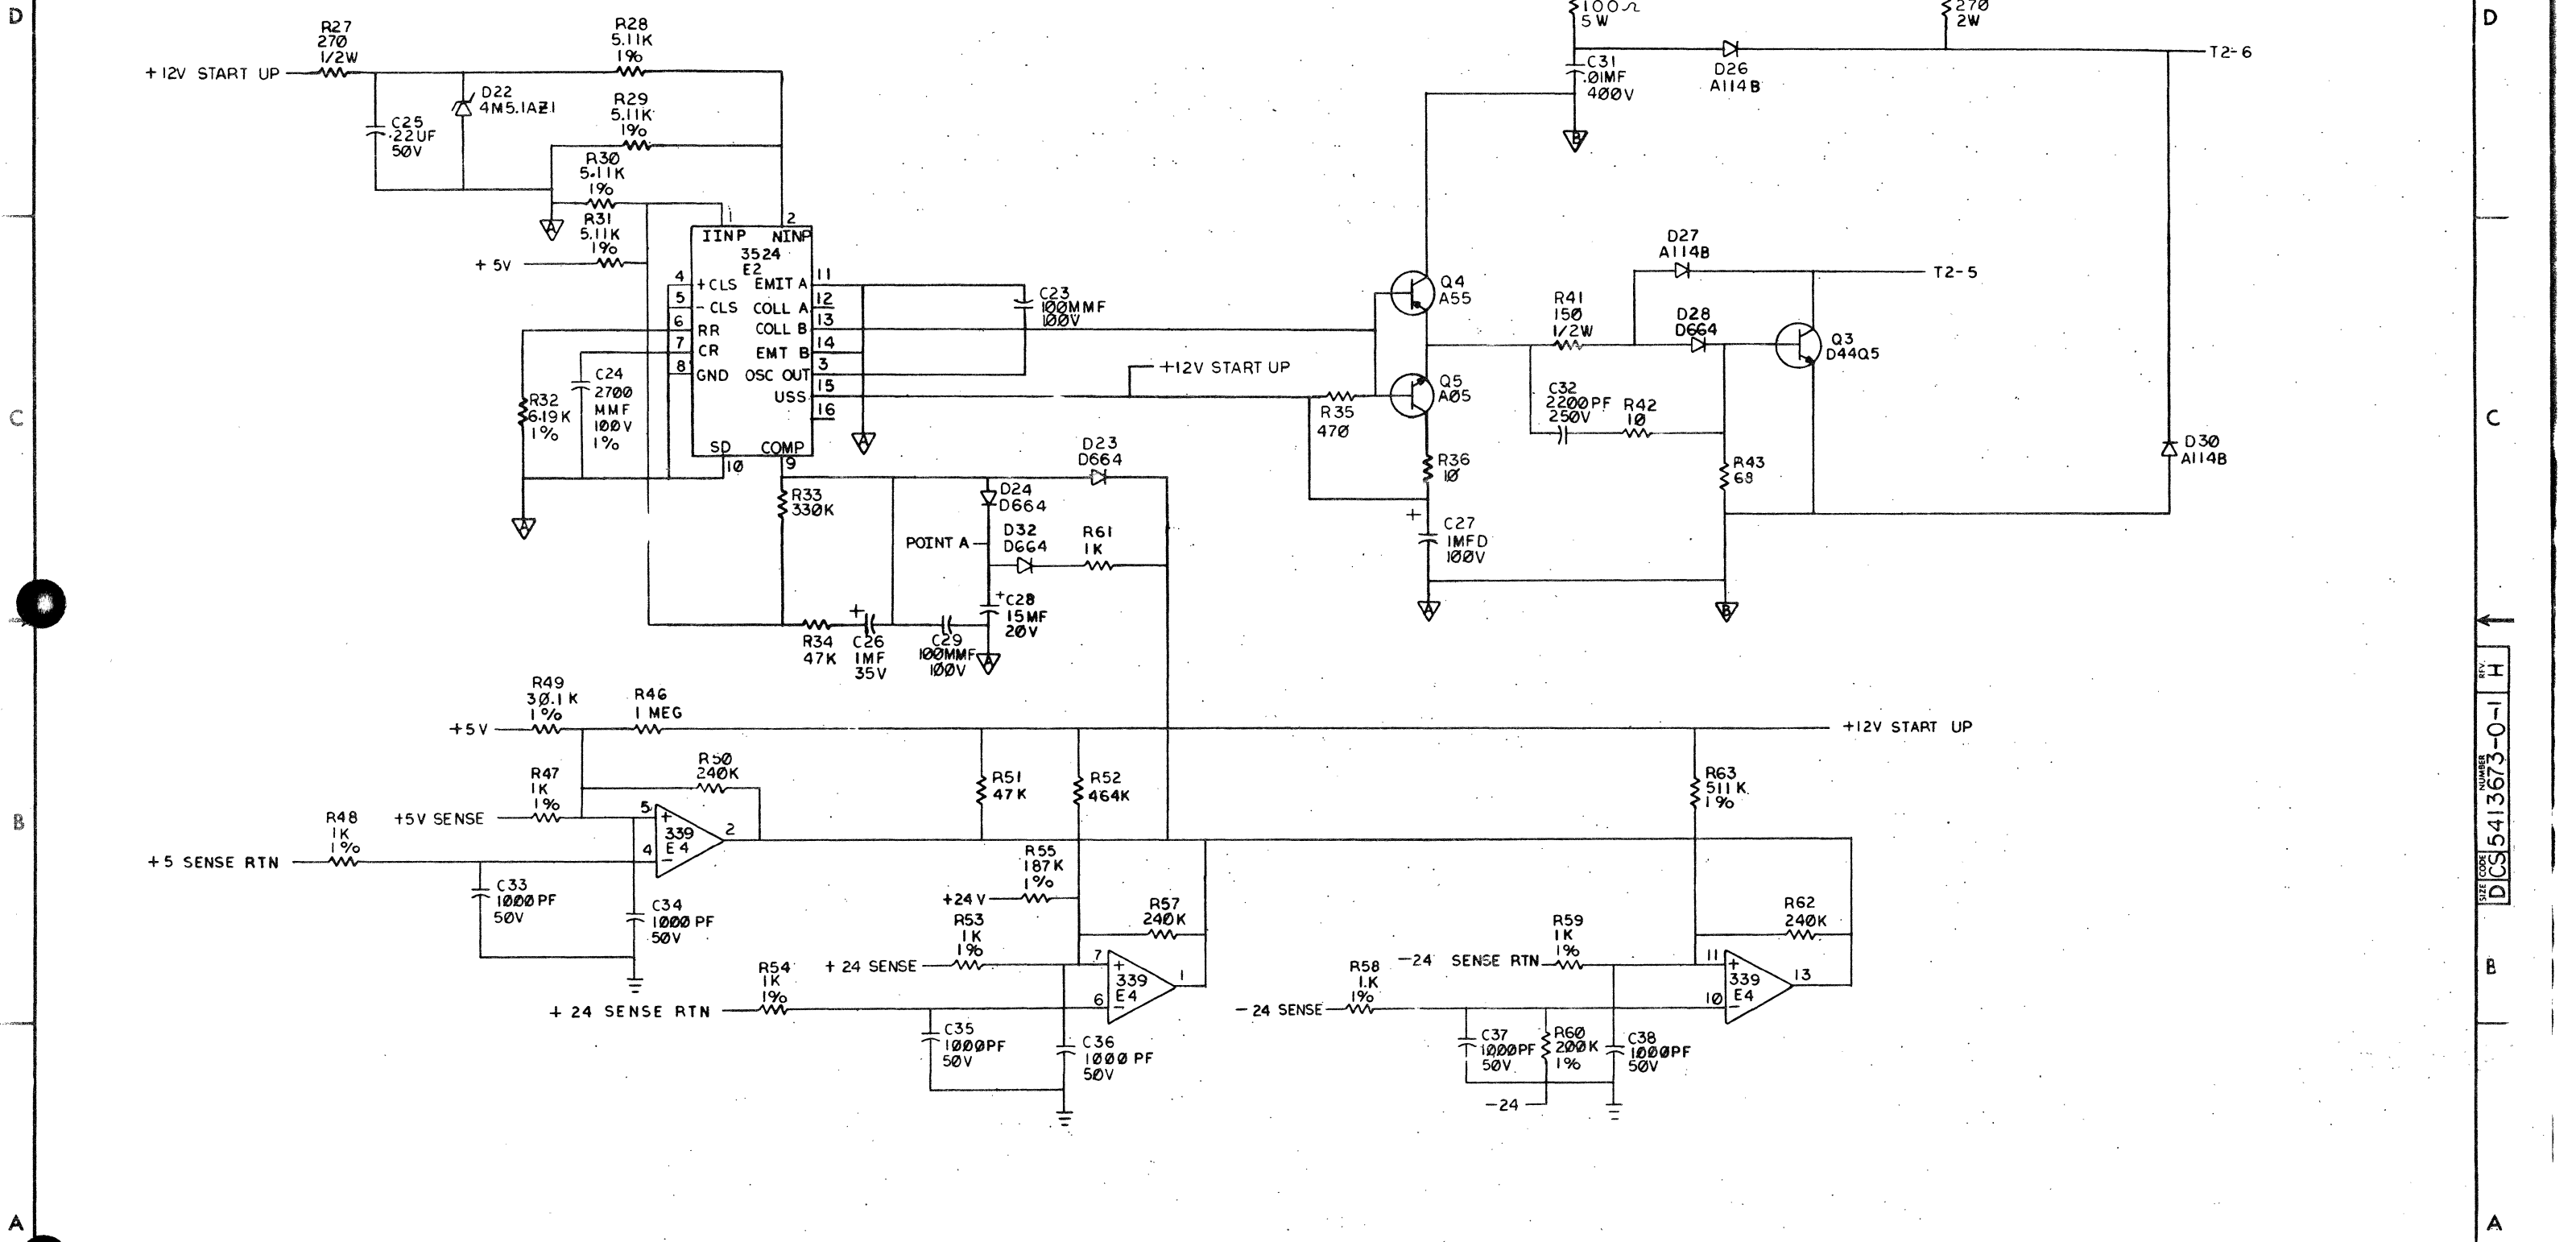 D
R27
270
1/2W
+12V START UP
R28
5.11K
1%
C25
.22UF
50V
D22
4M5.1AZ1
R29
5.11K
1%
R30
5.11K
1%
A
R31
5.11K
1%
+5V
1
2
IINP NINP
3524
E2
4 +CLS EMIT A 11
5 -CLS COLL A 12
6 RR COLL B 13
7 CR EMT B 14
8 GND OSC OUT 3
USS 15
16
SD COMP
10
9
C23
100MMF
100V
A
R32
6.19K
1%
C24
2700
MMF
100V
1%
A
+12V START UP
R33
330K
D23
D664
D24
D664
POINT A
D32
D664
R61
1K
R34
47K
+
C26
1MF
35V
C29
100MMF
100V
+
C28
15MF
20V
A
100Ω
5W
270
2W
D
C31
.01MF
400V
B
D26
A114B
T2-6
D27
A114B
T2-5
Q4
A55
R41
150
1/2W
D28
D664
Q3
D44Q5
Q5
A05
R35
470
C32
2200PF
250V
R42
10
R36
10
R43
68
D30
A114B
+
C27
1MFD
100V
A
B
C
C
R49
30.1K
1%
+5V
R46
1 MEG
+12V START UP
R50
240K
R47
1K
1%
+5V SENSE
R48
1K
1%
+5 SENSE RTN
5
+
339
E4
4
-
2
C33
1000PF
50V
C34
1000PF
50V
R51
47K
R52
464K
R55
187K
1%
+24V
R57
240K
R53
1K
1%
+24 SENSE
R54
1K
1%
+ 24 SENSE RTN
7
+
339
E4
6
-
1
C35
1000PF
50V
C36
1000PF
50V
R63
511K
1%
R62
240K
R59
1K
1%
-24 SENSE RTN
R58
1K
1%
-24 SENSE
11
+
339
E4
10
-
13
C37
1000PF
50V
R60
200K
1%
C38
1000PF
50V
-24
B
B
A
A
SIZE CODE NUMBER REV.
D CS 5413673-0-1 H